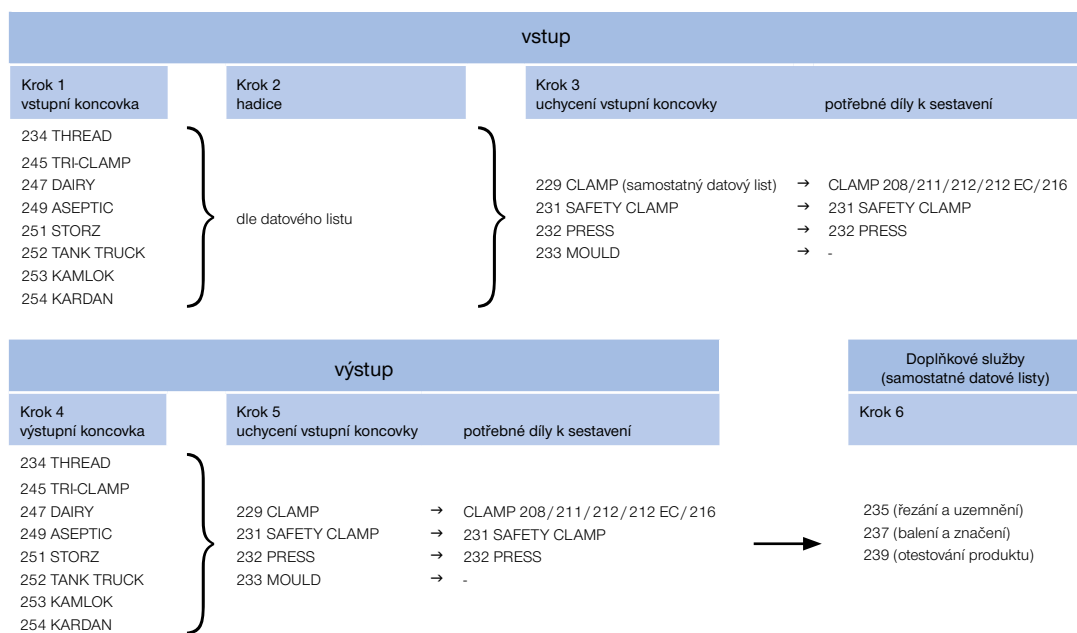 vstup
Krok 1
vstupní koncovka
Krok 2
hadice
Krok 3
uchycení vstupní koncovky
potřebné díly k sestavení
234 THREAD
245 TRI-CLAMP
247 DAIRY
249 ASEPTIC
251 STORZ
252 TANK TRUCK
253 KAMLOK
254 KARDAN
dle datového listu
229 CLAMP (samostatný datový list) → CLAMP 208/211/212/212 EC/216
231 SAFETY CLAMP → 231 SAFETY CLAMP
232 PRESS → 232 PRESS
233 MOULD → -
výstup
Krok 4
výstupní koncovka
Krok 5
uchycení vstupní koncovky
potřebné díly k sestavení
234 THREAD
245 TRI-CLAMP
247 DAIRY
249 ASEPTIC
251 STORZ
252 TANK TRUCK
253 KAMLOK
254 KARDAN
229 CLAMP → CLAMP 208/211/212/212 EC/216
231 SAFETY CLAMP → 231 SAFETY CLAMP
232 PRESS → 232 PRESS
233 MOULD → -
Doplňkové služby
(samostatné datové listy)
Krok 6
235 (řezání a uzemnění)
237 (balení a značení)
239 (otestování produktu)